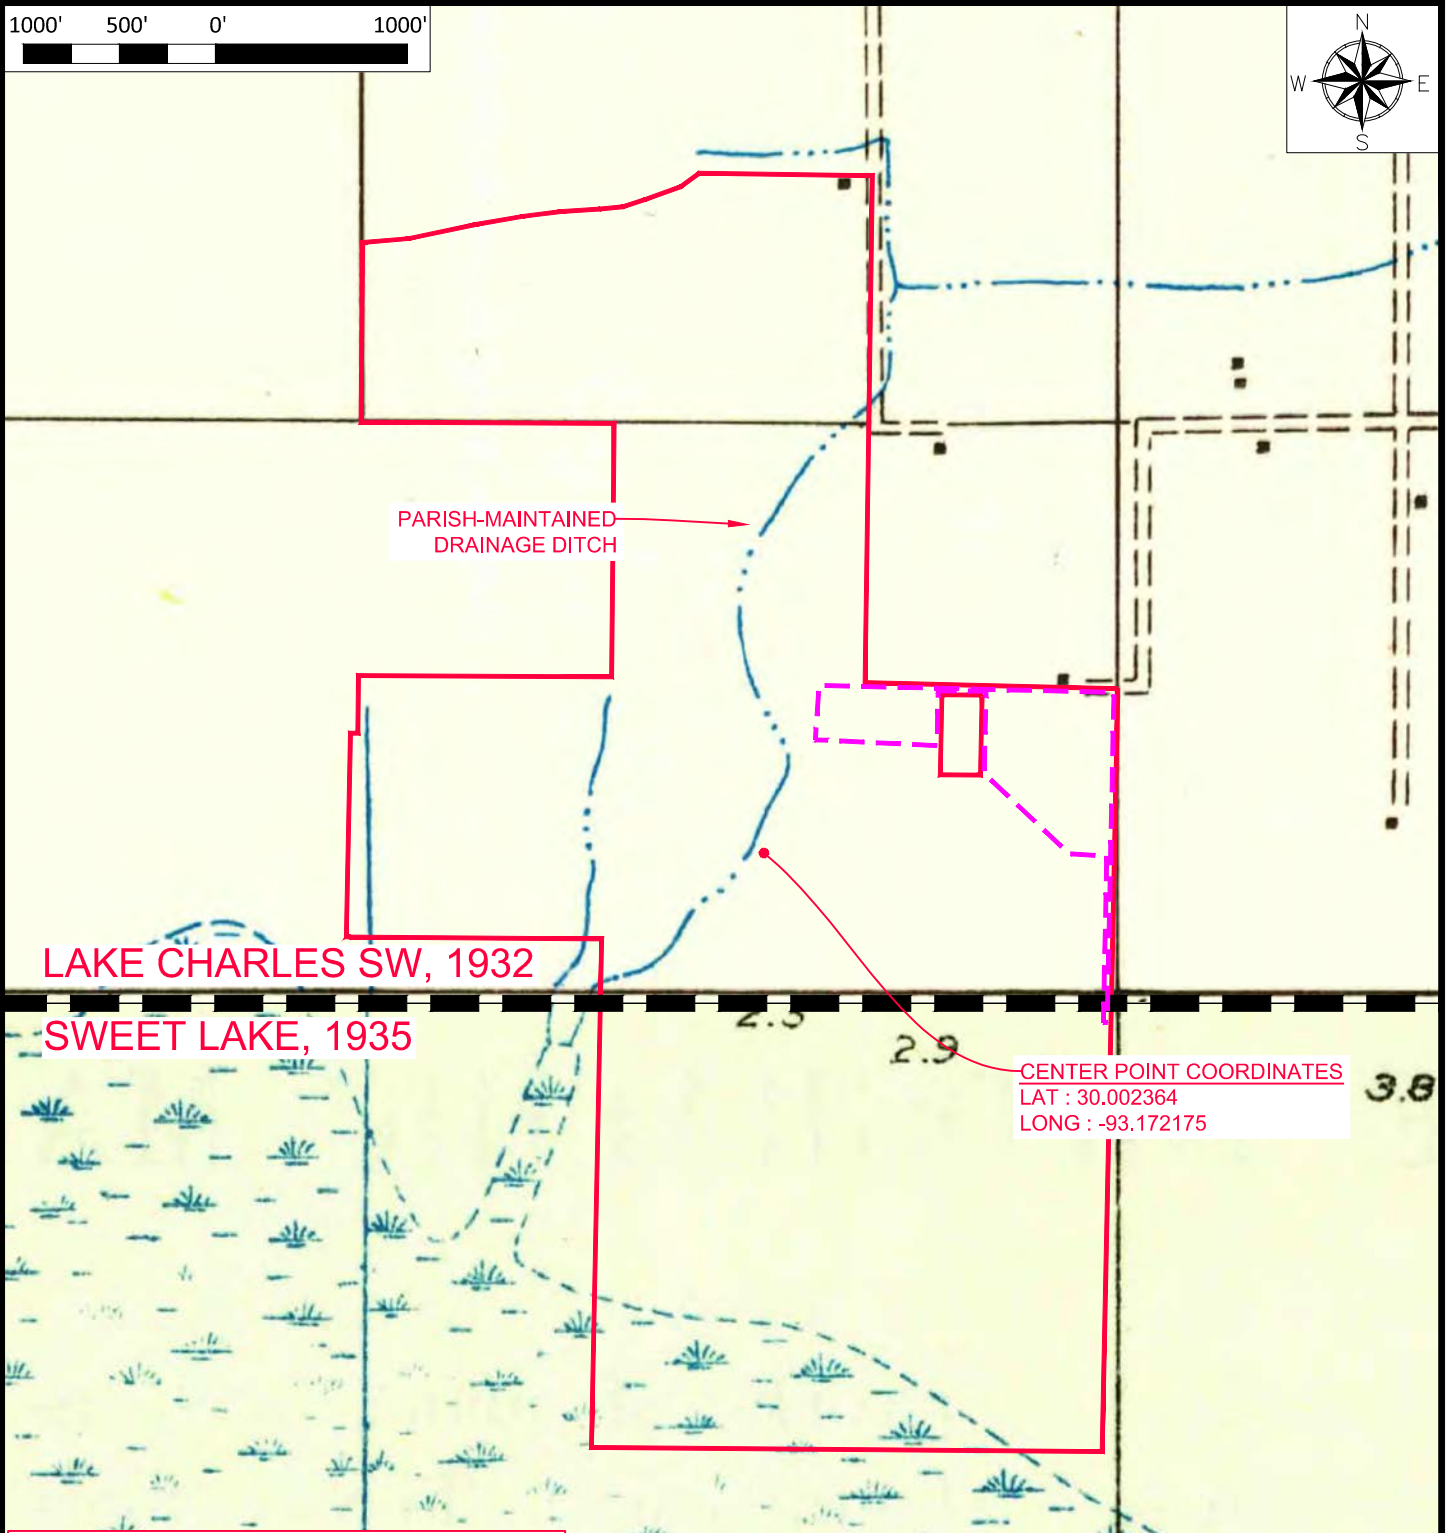 1000' 500' 0' 1000'
N
W E
S
PARISH-MAINTAINED
DRAINAGE DITCH
LAKE CHARLES SW, 1932
SWEET LAKE, 1935
2.9
CENTER POINT COORDINATES
LAT : 30.002364
LONG : -93.172175
3.8